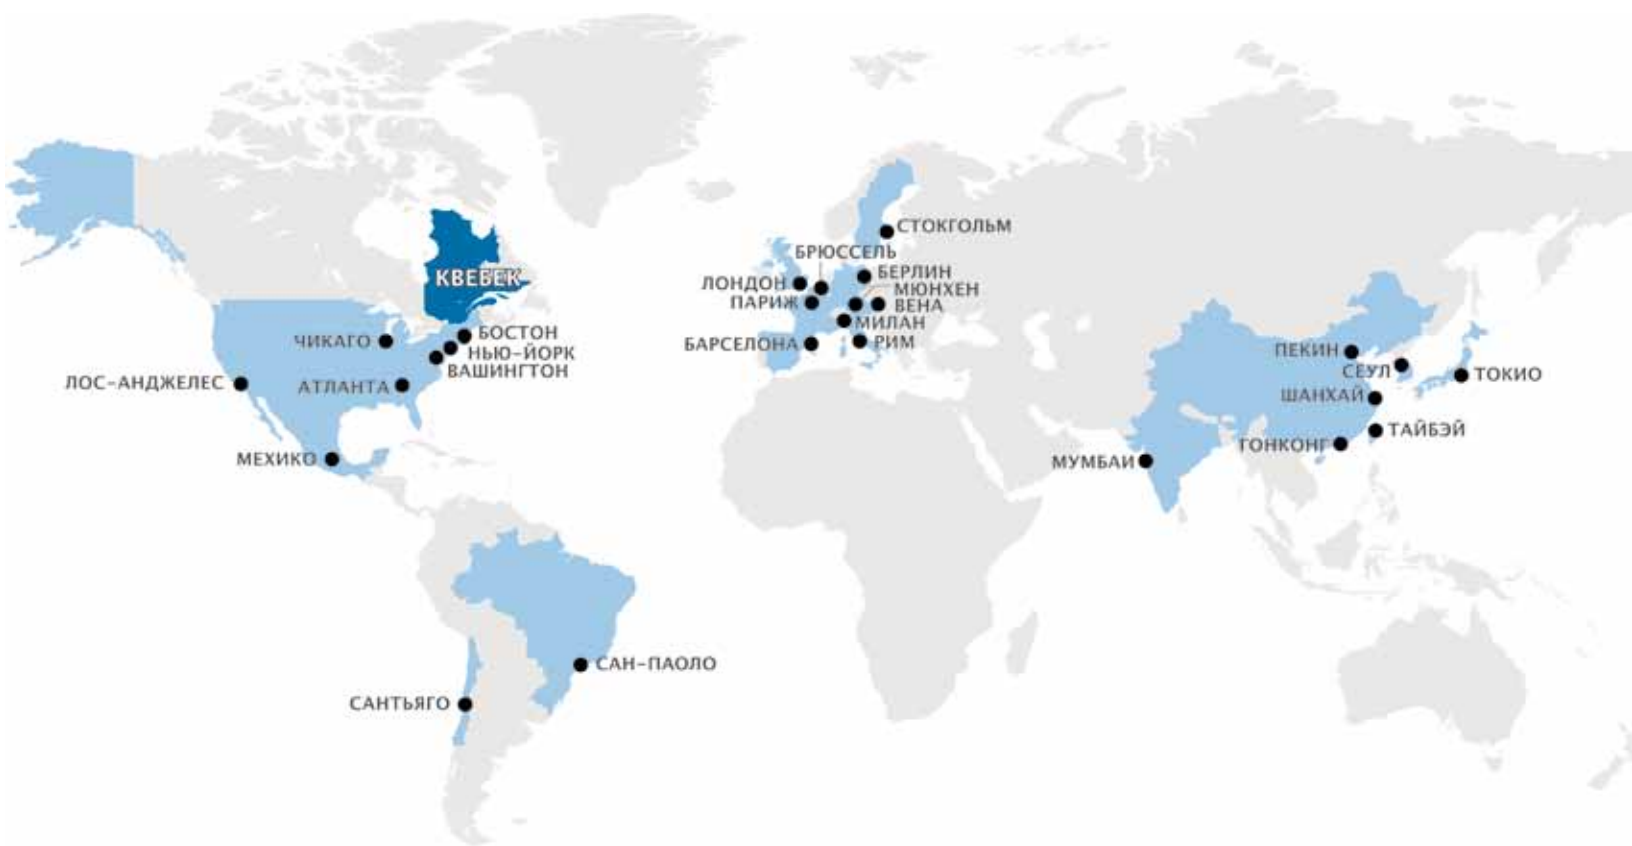 СТОКГОЛЬМ
БРЮССЕЛЬ
КВЕБЕК
ЛОНДОН
БЕРЛИН
МЮНХЕН
ПАРИЖ
ВЕНА
МИЛАН
БАРСЕЛОНА
РИМ
ЧИКАГО
БОСТОН
НЬЮ-ЙОРК
ВАШИНГТОН
ЛОС-АНДЖЕЛЕС
АТЛАНТА
МЕХИКО
ПЕКИН
СЕУЛ
ТОКИО
ШАНХАЙ
ТАЙБЭЙ
ГОНКОНГ
МУМБАИ
САН-ПАОЛО
САНТЬЯГО